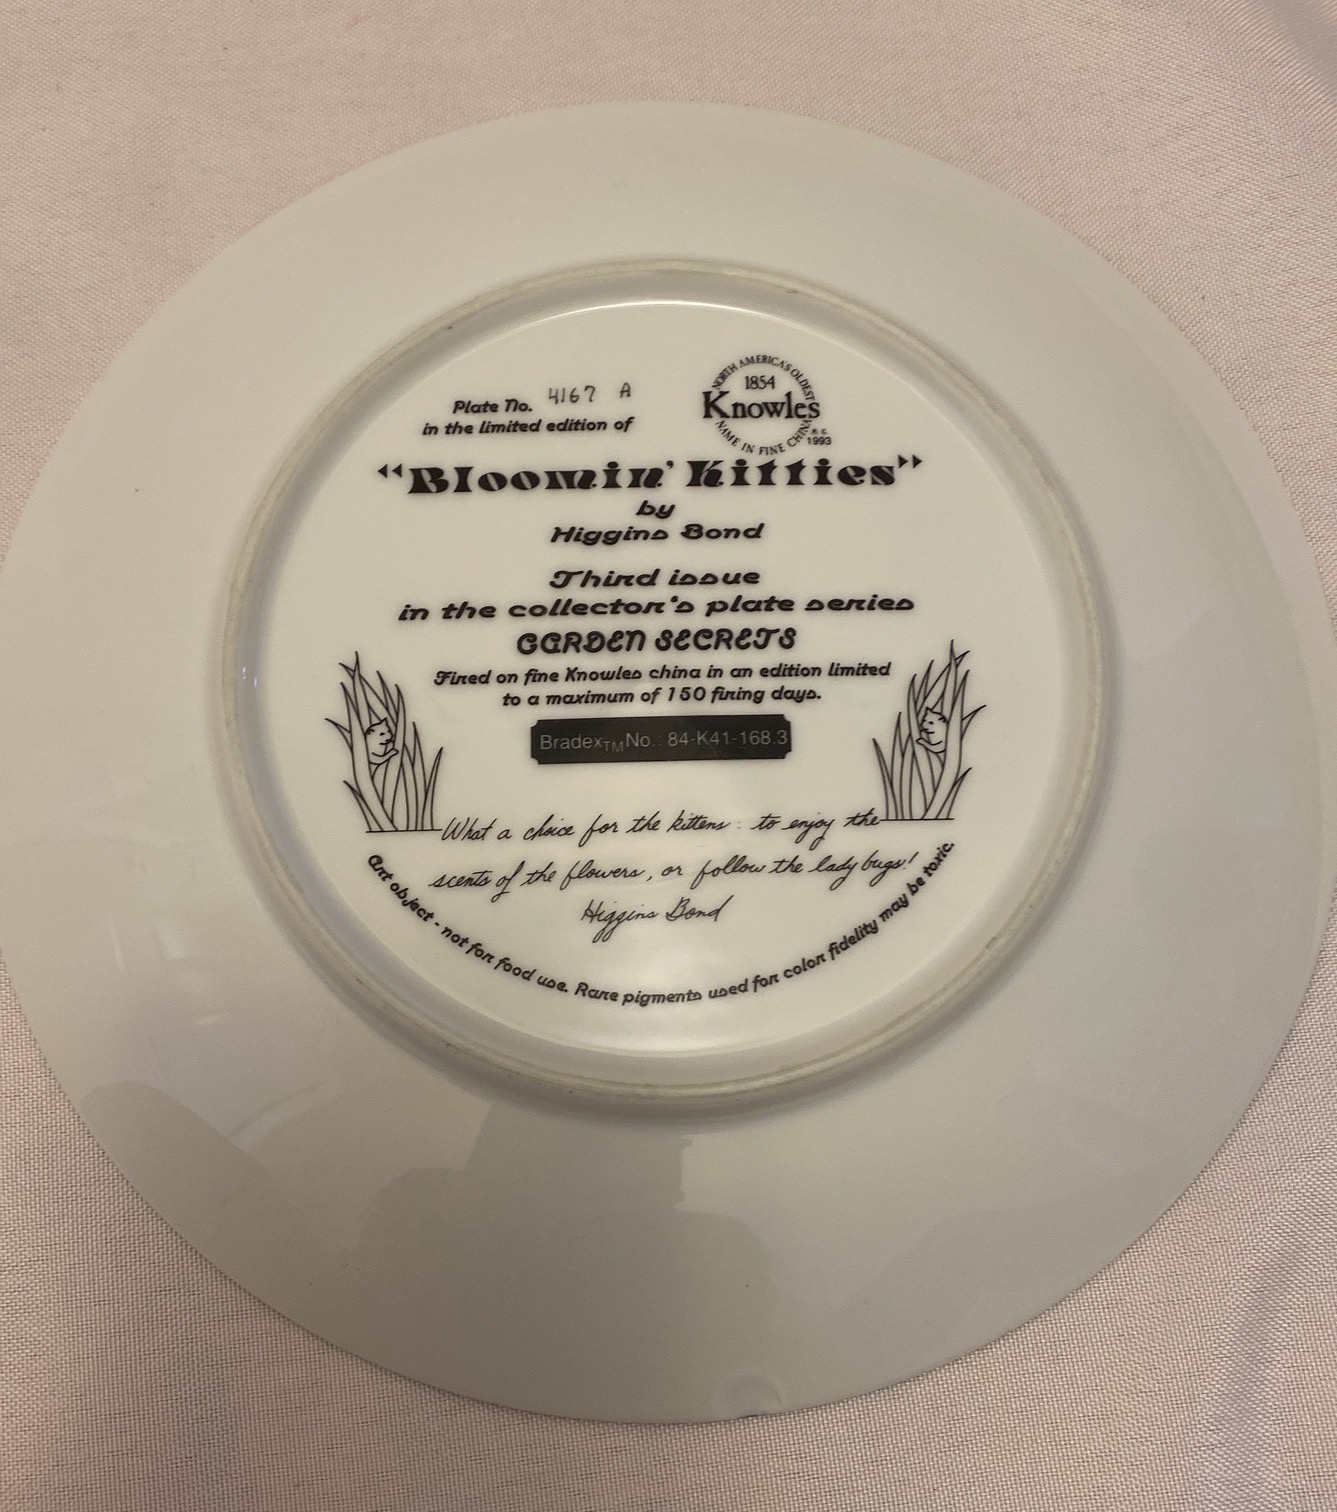 Plate No. 4167 A
in the limited edition of
NORTH AMERICA'S OLDEST
1854
Knowles
NAME IN FINE CHINA
1993
"Bloomin' Kitties"
by
Higgins Bond
Third issue
in the collector's plate series
GARDEN SECRETS
Fired on fine Knowles china in an edition limited
to a maximum of 150 firing days.
Bradex™ No.: 84-K41-168.3
What a choice for the kittens: to enjoy the
scents of the flowers, or follow the lady bugs!
Higgins Bond
Art object - not for food use. Rare pigments used for color fidelity may be toxic.